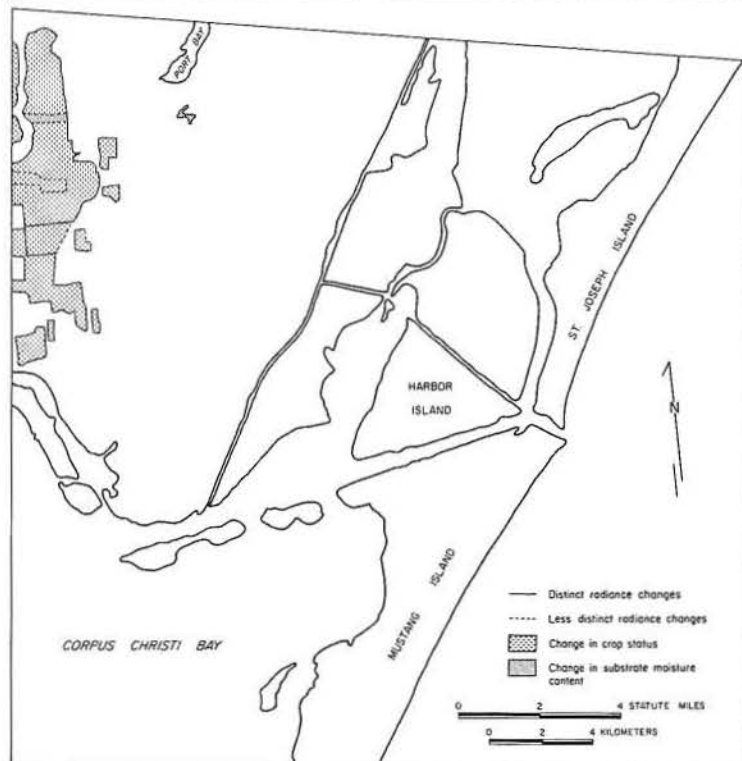 PORT BAY
ST. JOSEPH ISLAND
HARBOR
ISLAND
N
MUSTANG ISLAND
CORPUS CHRISTI BAY
Distinct radiance changes
Less distinct radiance changes
Change in crop status
Change in substrate moisture
content
0 2 4 STATUTE MILES
0 2 4 KILOMETERS